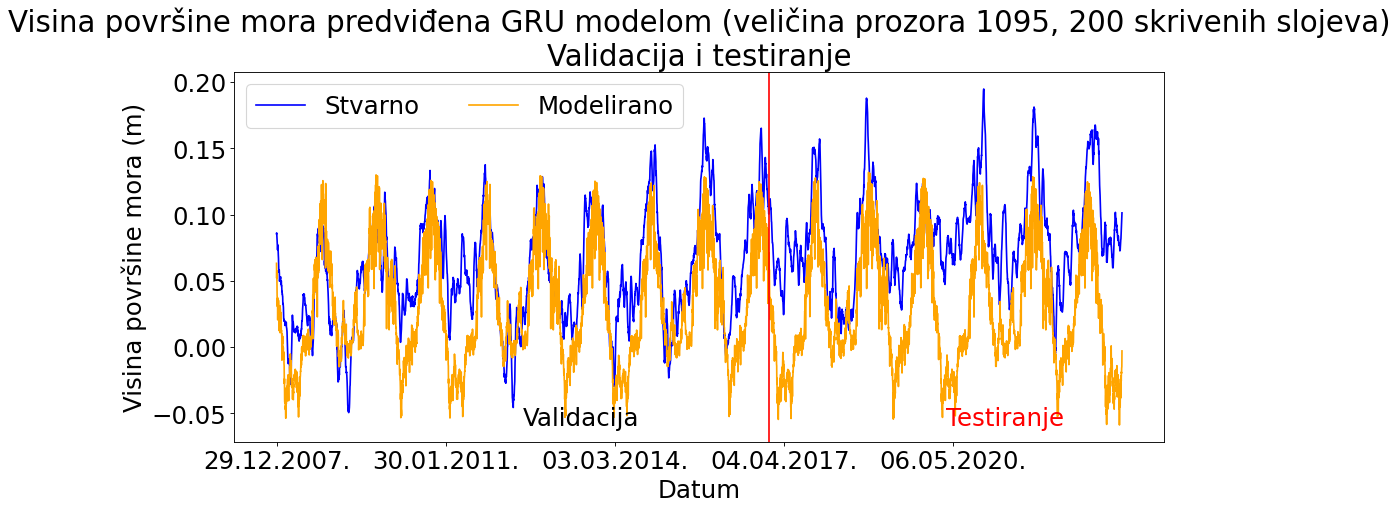 Visina površine mora predviđena GRU modelom (veličina prozora 1095, 200 skrivenih slojeva)
Validacija i testiranje
Stvarno
Modelirano
Visina površine mora (m)
0.20
0.15
0.10
0.05
0.00
−0.05
Validacija
Testiranje
29.12.2007.
30.01.2011.
03.03.2014.
04.04.2017.
06.05.2020.
Datum